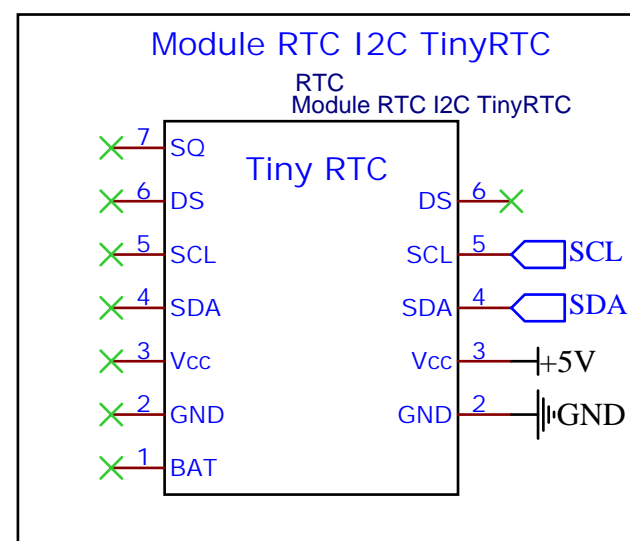 Module RTC I2C TinyRTC
RTC
Module RTC I2C TinyRTC
Tiny RTC
7 SQ
6 DS DS 6
5 SCL SCL 5 SCL
4 SDA SDA 4 SDA
3 Vcc Vcc 3 +5V
2 GND GND 2 GND
1 BAT